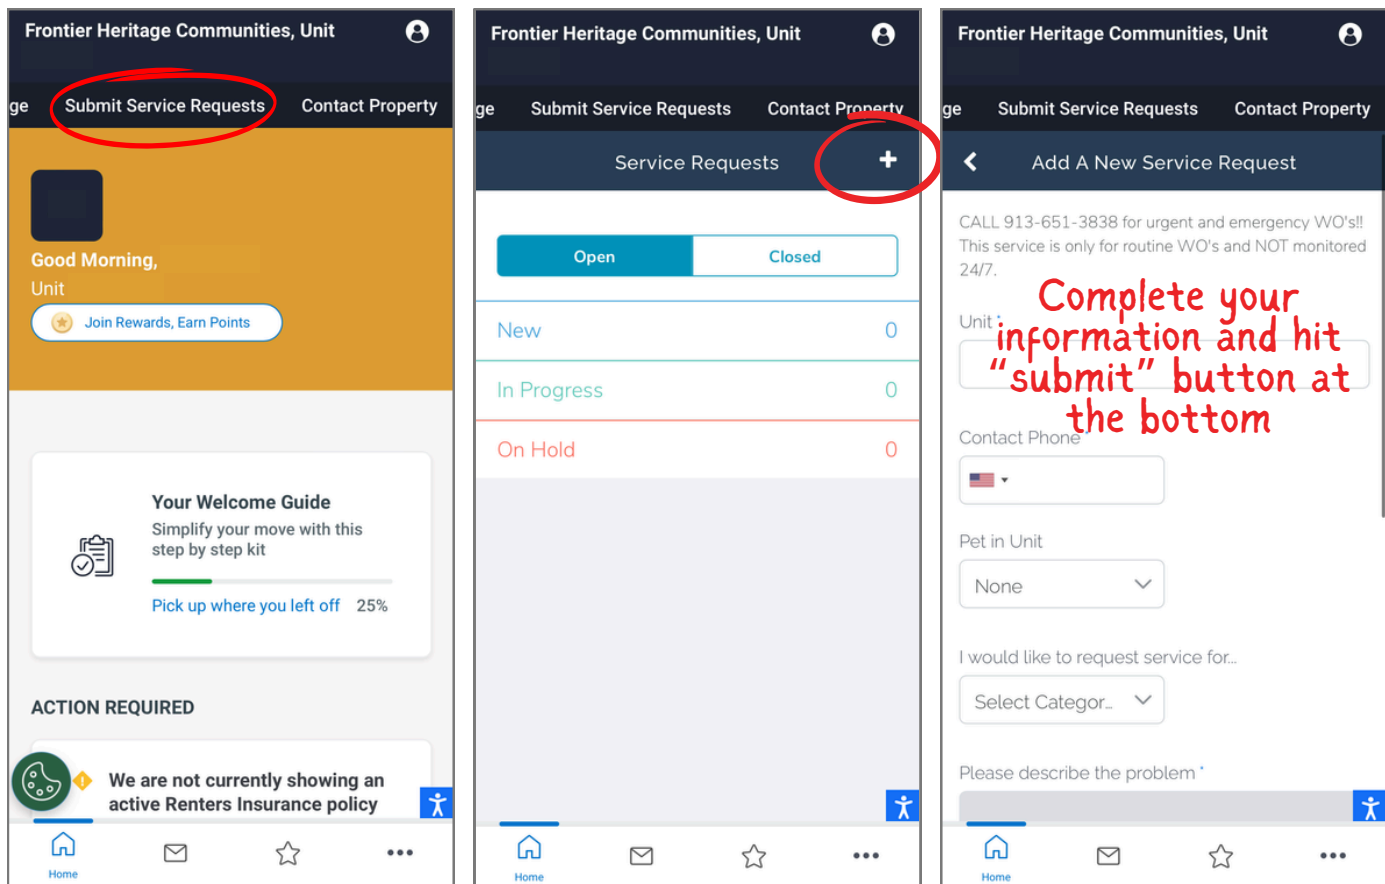 Frontier Heritage Communities, Unit
ge Submit Service Requests Contact Property
Good Morning,
Unit
Join Rewards, Earn Points
Your Welcome Guide
Simplify your move with this
step by step kit
Pick up where you left off 25%
ACTION REQUIRED
We are not currently showing an
active Renters Insurance policy
Home
Frontier Heritage Communities, Unit
ge Submit Service Requests Contact Property
Service Requests +
Open Closed
New 0
In Progress 0
On Hold 0
Home
Frontier Heritage Communities, Unit
ge Submit Service Requests Contact Property
Add A New Service Request
CALL 913-651-3838 for urgent and emergency WO's!!
This service is only for routine WO's and NOT monitored
24/7.
Complete your
information and hit
“submit” button at
the bottom
Unit *
Contact Phone *
Pet in Unit
None
I would like to request service for...
Select Categor...
Please describe the problem *
Home